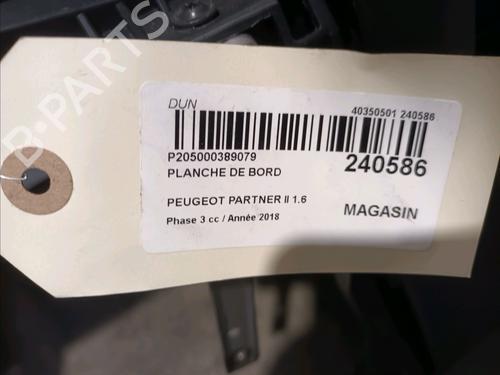 B-PARTS
DUN
40350501 240586
P205000389079
240586
PLANCHE DE BORD
PEUGEOT PARTNER II 1.6
MAGASIN
Phase 3 cc / Année 2018